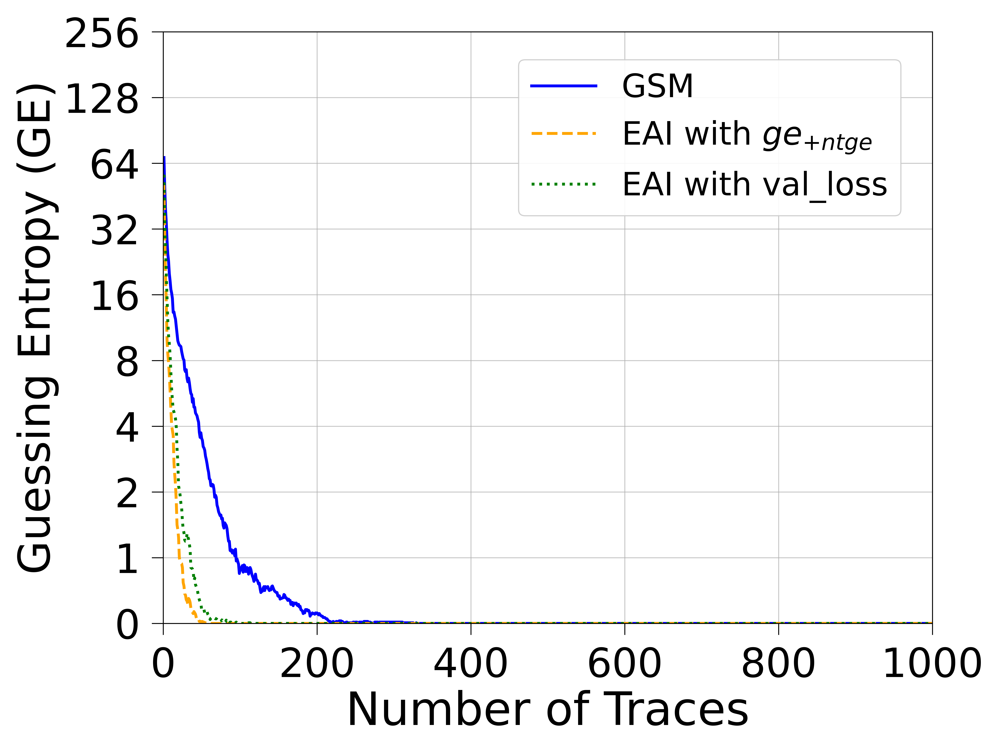 256
128
64
32
16
8
4
2
1
0
Guessing Entropy (GE)
GSM
EAI with ge+ntge
EAI with val_loss
0 200 400 600 800 1000
Number of Traces